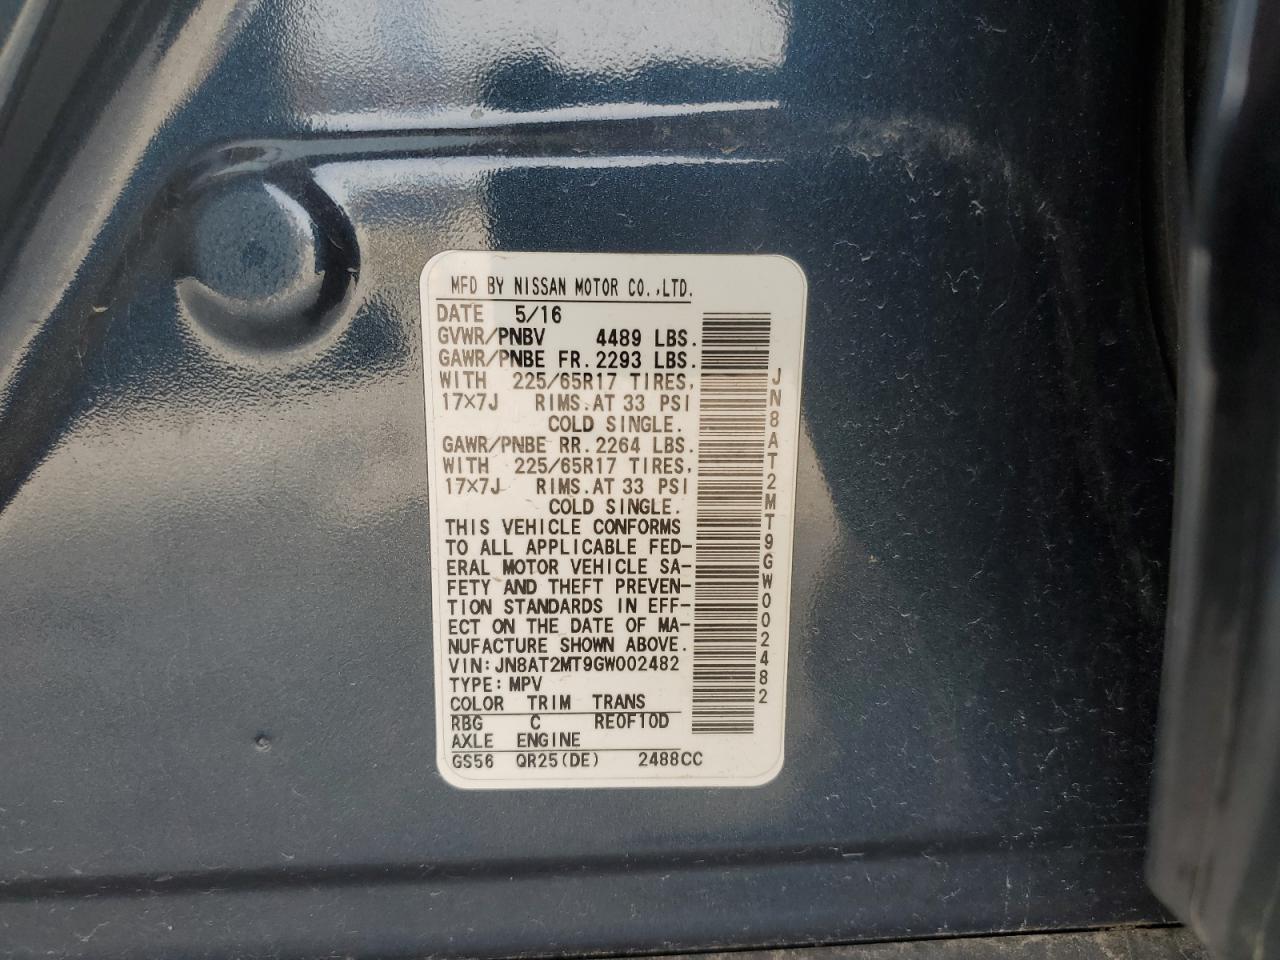 MFD BY NISSAN MOTOR CO.,LTD.
DATE 5/16
GVWR/PNBV 4489 LBS.
GAWR/PNBE FR. 2293 LBS.
WITH 225/65R17 TIRES,
17×7J RIMS. AT 33 PSI
COLD SINGLE.
GAWR/PNBE RR. 2264 LBS.
WITH 225/65R17 TIRES,
17×7J RIMS. AT 33 PSI
COLD SINGLE.
THIS VEHICLE CONFORMS
TO ALL APPLICABLE FED-
ERAL MOTOR VEHICLE SA-
FETY AND THEFT PREVEN-
TION STANDARDS IN EFF-
ECT ON THE DATE OF MA-
NUFACTURE SHOWN ABOVE.
VIN: JN8AT2MT9GW002482
TYPE: MPV
COLOR TRIM TRANS
RBG C RE0F10D
AXLE ENGINE
GS56 QR25(DE) 2488CC
JN8AT2MT9GW002482